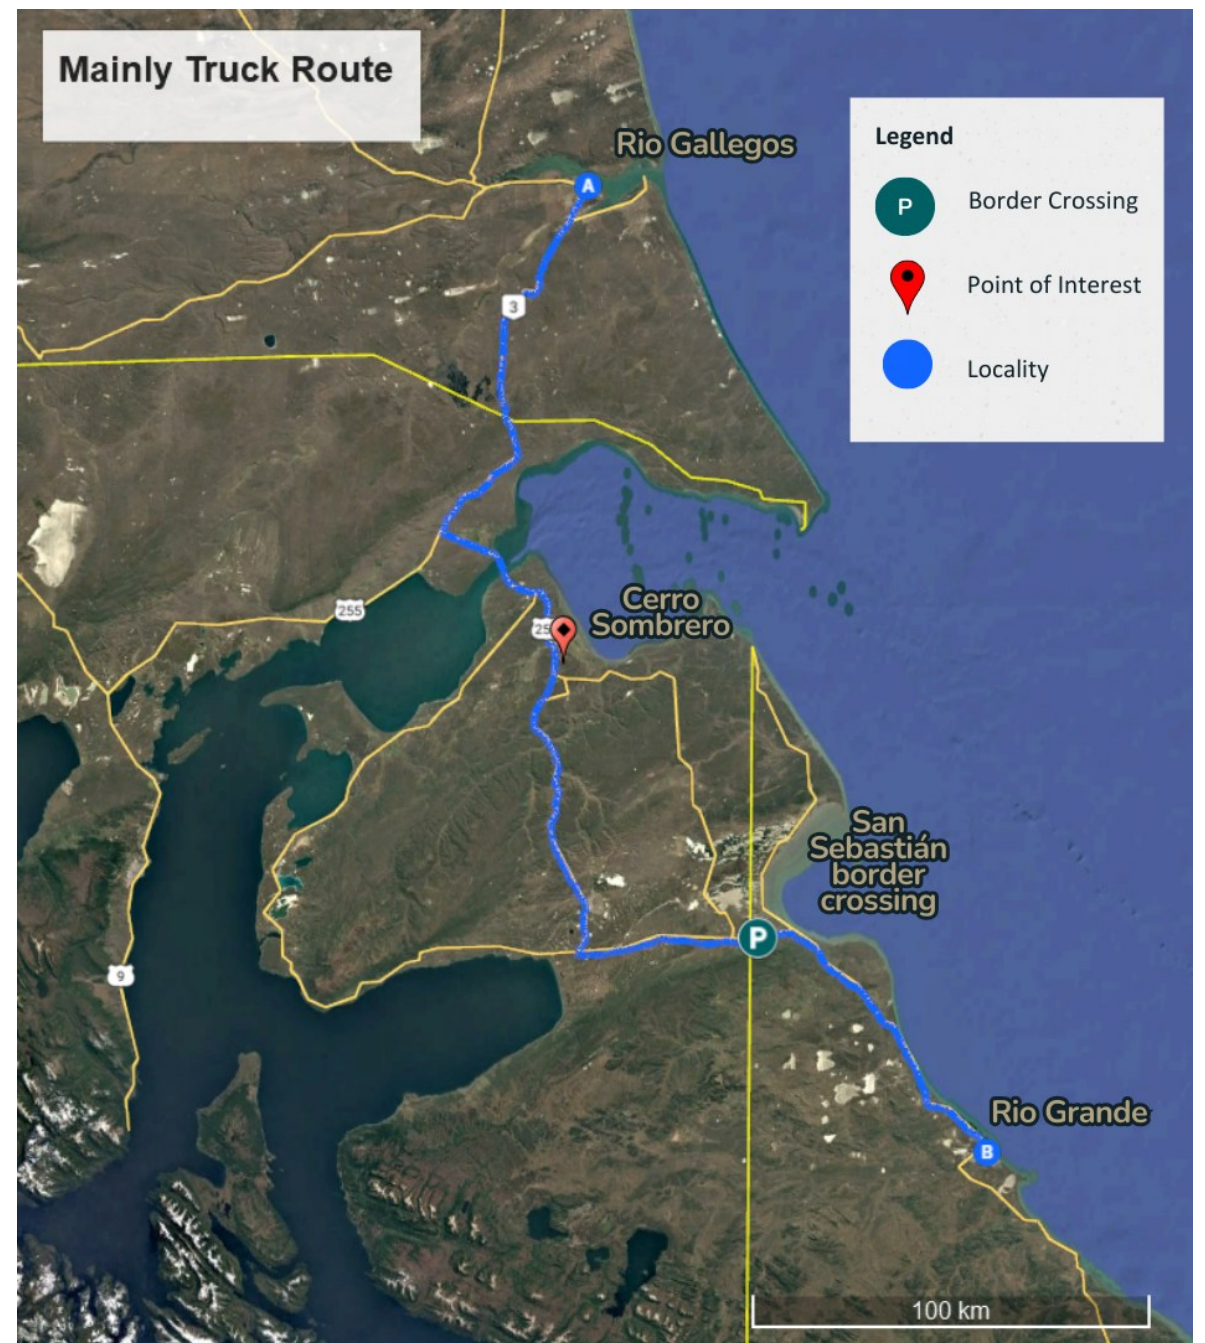 Mainly Truck Route
Rio Gallegos
A
Legend
P
Border Crossing
Point of Interest
Locality
3
Cerro
Sombrero
255
San
Sebastián
border
crossing
P
9
Rio Grande
B
100 km